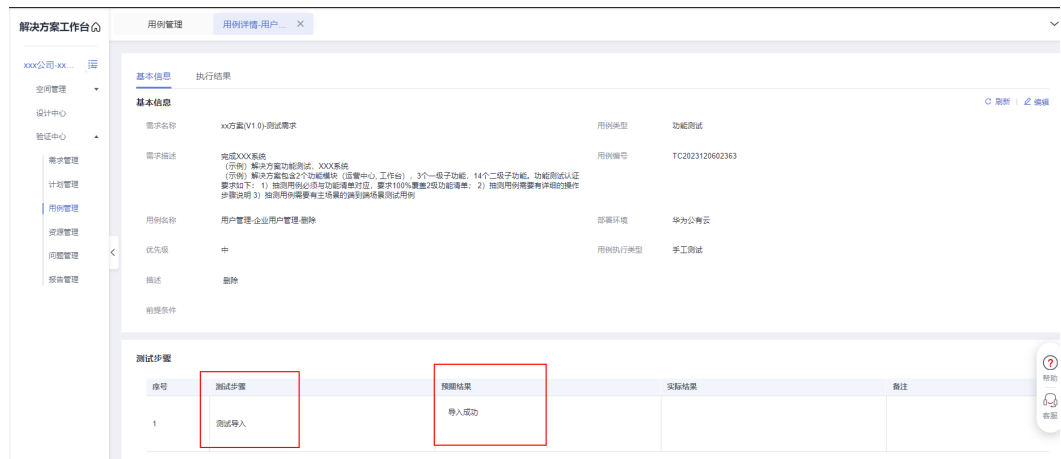 解决方案工作台
用例管理
用例详情-用户...
xxx公司-xx...
空间管理
设计中心
验证中心
需求管理
计划管理
用例管理
资源管理
问题管理
报告管理
基本信息
执行结果
基本信息
刷新
编辑
需求名称
xx方案(V1.0)-测试需求
用例类型
功能测试
需求描述
完成XXX系统
(示例) 解决方案功能测试，XXX系统
(示例) 解决方案包含2个功能模块（运营中心, 工作台），3个一级子功能，14个二级子功能。功能测试认证
要求如下： 1）抽测用例必须与功能清单对应，要求100%覆盖2级功能清单； 2）抽测用例需要有详细的操作
步骤说明 3）抽测用例需要有主场景的端到端场景测试用例
用例编号
TC2023120602363
用例名称
用户管理-企业用户管理-删除
部署环境
华为公有云
优先级
中
用例执行类型
手工测试
描述
删除
前提条件
测试步骤
序号
测试步骤
预期结果
实际结果
备注
1
测试导入
导入成功
帮助
客服